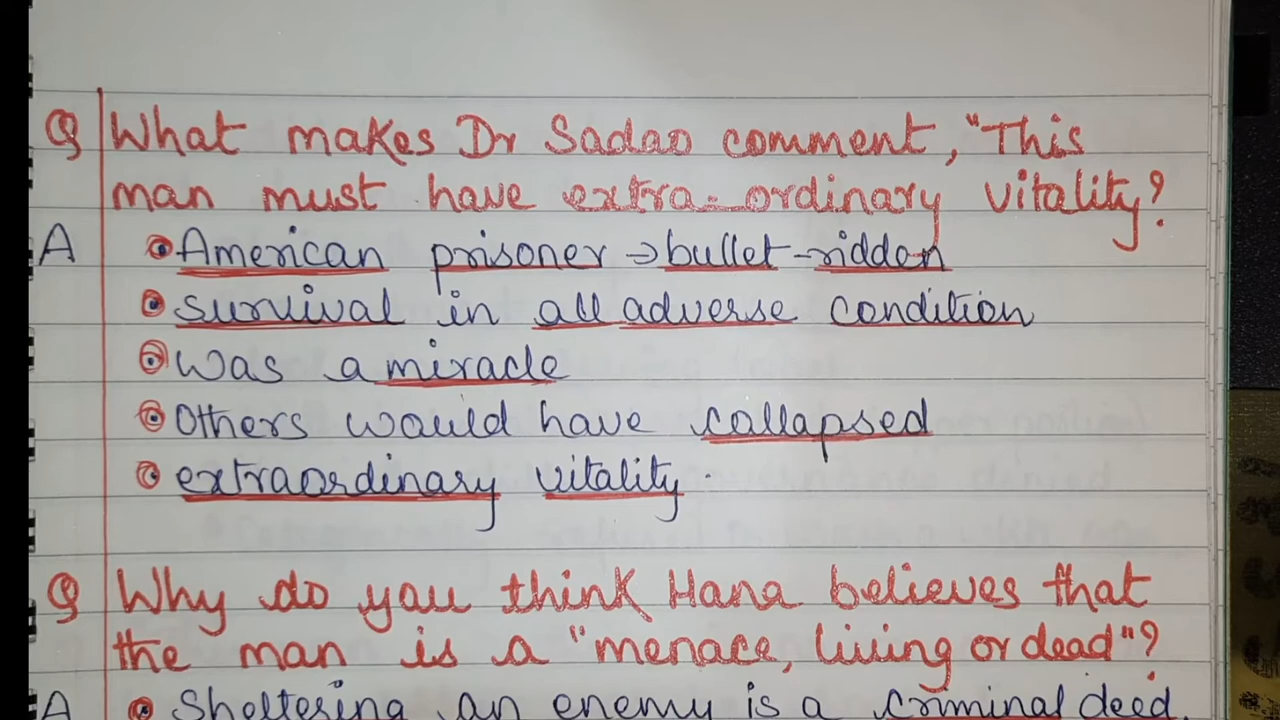 Q What makes Dr Sadao comment, "This
man must have extra-ordinary vitality?
A American prisoner → bullet-ridden
survival in all adverse condition
Was a miracle
Others would have collapsed
extraordinary vitality.
Q Why do you think Hana believes that
the man is a "menace, living or dead"?
A Sheltering an enemy is a criminal deed.